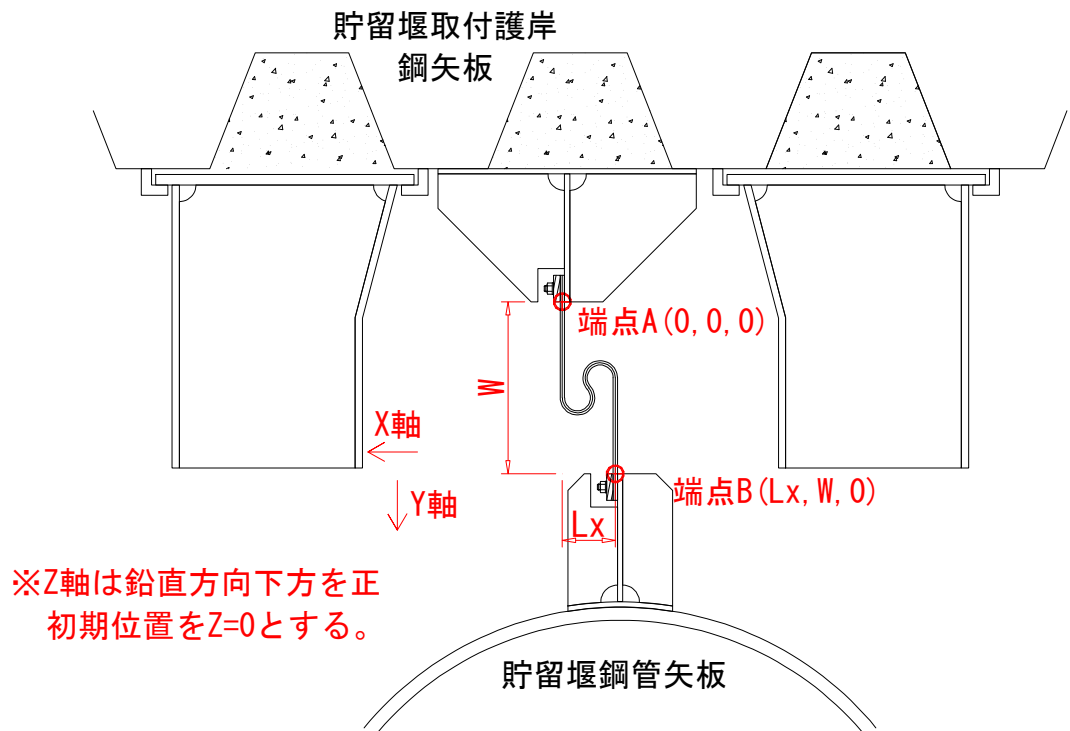 貯留堰取付護岸
鋼矢板
端点A(0,0,0)
W
X軸
Y軸
端点B(Lx,W,0)
Lx
※Z軸は鉛直方向下方を正
初期位置をZ=0とする。
貯留堰鋼管矢板